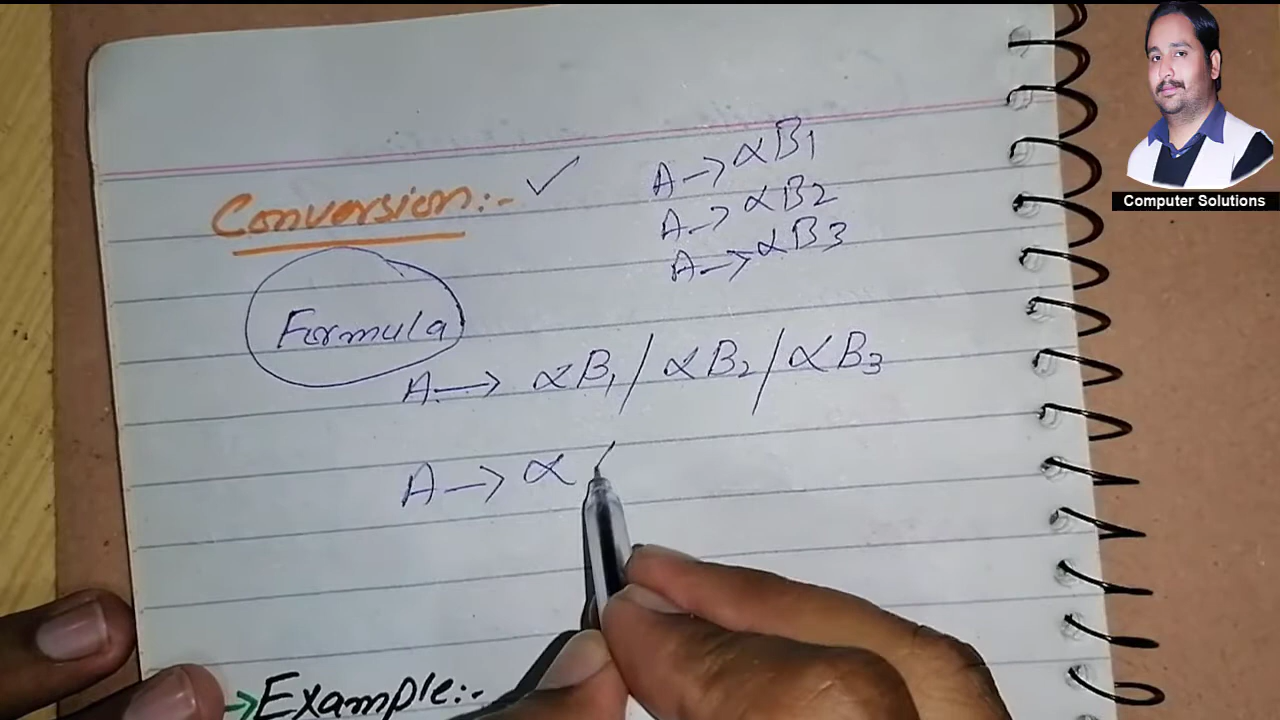 Conversion:- ✓
A → αB1
A → αB2
A → αB3
Formula
A → αB1 / αB2 / αB3
A → α
→ Example:-
Computer Solutions